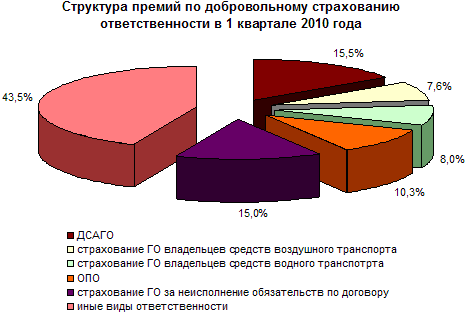 Структура премий по добровольному страхованию
ответственности в 1 квартале 2010 года
15,5%
7,6%
8,0%
10,3%
15,0%
43,5%
ДСАГО
страхование ГО владельцев средств воздушного транспорта
страхование ГО владельцев средств водного транспотрта
ОПО
страхование ГО за неисполнение обязательств по договору
иные виды ответственности